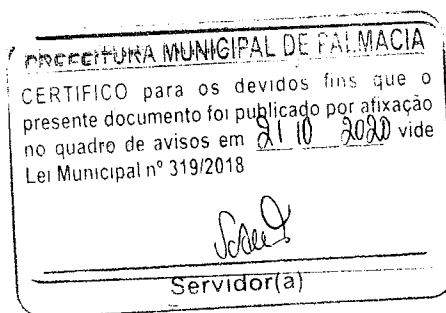 PREFEITURA MUNICIPAL DE PALMACIA
CERTIFICO para os devidos fins que o
presente documento foi publicado por afixação
no quadro de avisos em 21 10 2020 vide
Lei Municipal nº 319/2018
Servidor(a)